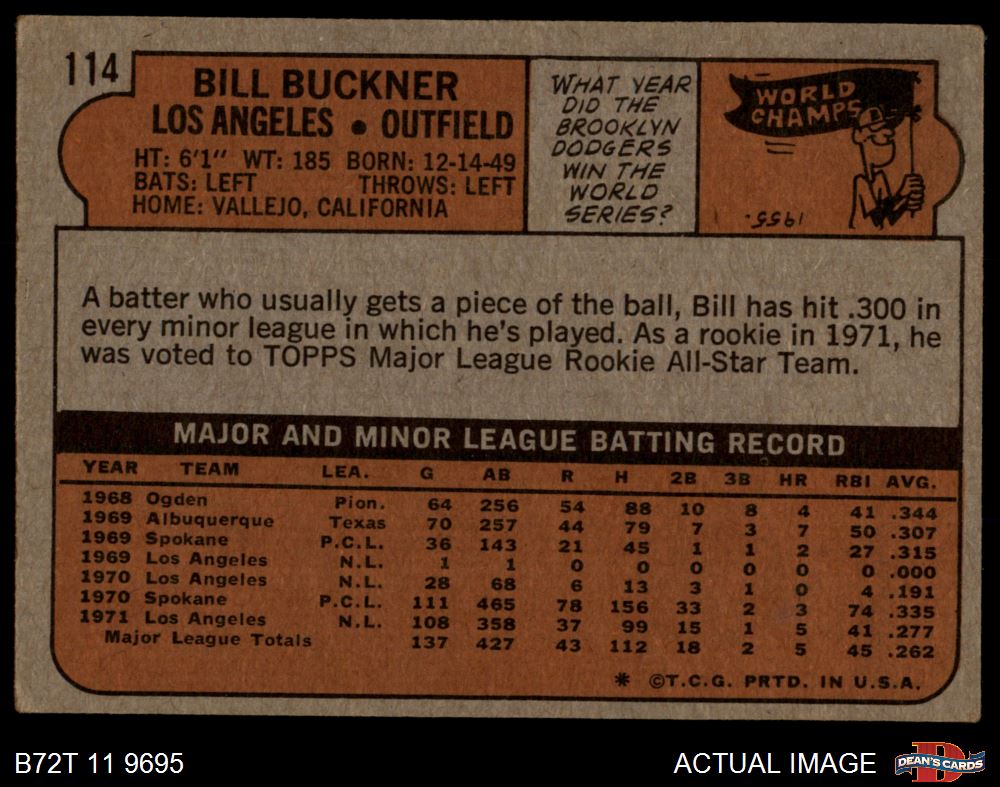 114
BILL BUCKNER
LOS ANGELES • OUTFIELD
HT: 6'1" WT: 185 BORN: 12-14-49
BATS: LEFT THROWS: LEFT
HOME: VALLEJO, CALIFORNIA
WHAT YEAR
DID THE
BROOKLYN
DODGERS
WIN THE
WORLD
SERIES?
WORLD
CHAMPS
1955.
A batter who usually gets a piece of the ball, Bill has hit .300 in
every minor league in which he's played. As a rookie in 1971, he
was voted to TOPPS Major League Rookie All-Star Team.
MAJOR AND MINOR LEAGUE BATTING RECORD
YEAR TEAM LEA. G AB R H 2B 3B HR RBI AVG.
1968 Ogden Pion. 64 256 54 88 10 8 4 41 .344
1969 Albuquerque Texas 70 257 44 79 7 3 7 50 .307
1969 Spokane P.C.L. 36 143 21 45 1 1 2 27 .315
1969 Los Angeles N.L. 1 1 0 0 0 0 0 0 .000
1970 Los Angeles N.L. 28 68 6 13 3 1 0 4 .191
1970 Spokane P.C.L. 111 465 78 156 33 2 3 74 .335
1971 Los Angeles N.L. 108 358 37 99 15 1 5 41 .277
Major League Totals 137 427 43 112 18 2 5 45 .262
* ©T.C.G. PRTD. IN U.S.A.
B72T 11 9695
ACTUAL IMAGE
DEAN'S CARDS